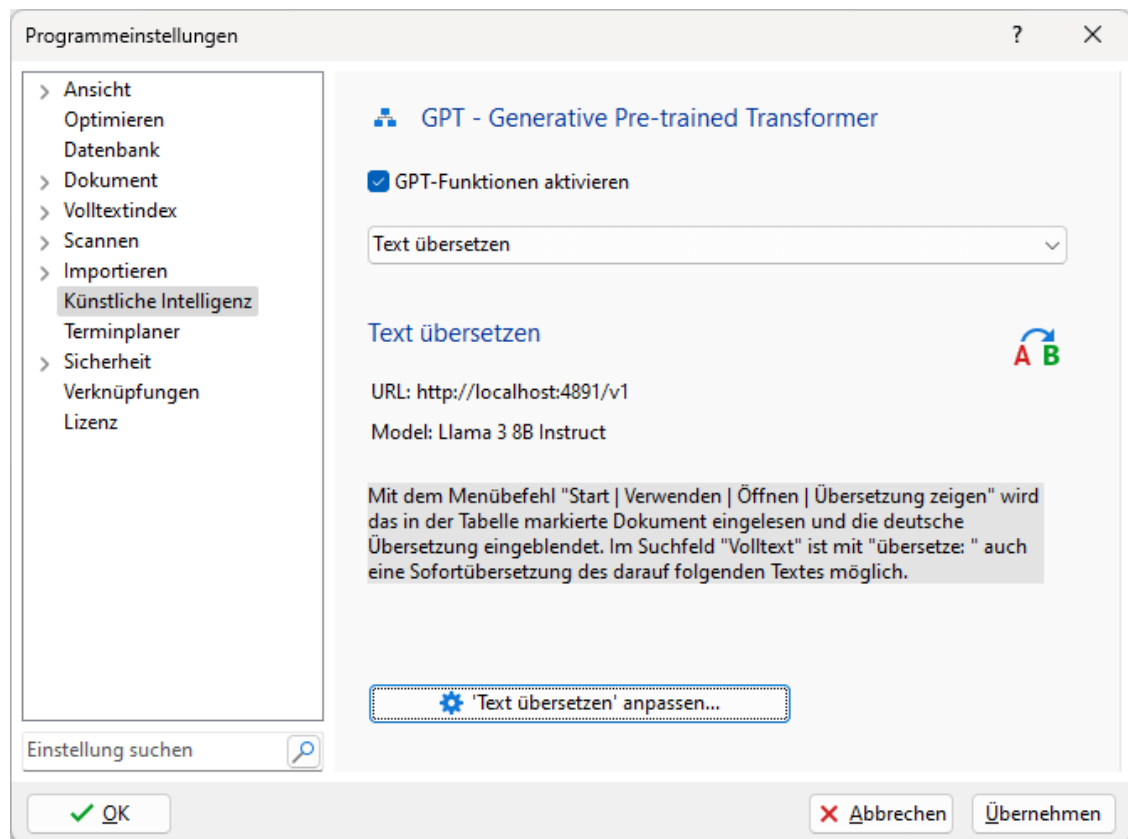 Programmeinstellungen
?
Ansicht
Optimieren
Datenbank
Dokument
Volltextindex
Scannen
Importieren
Künstliche Intelligenz
Terminplaner
Sicherheit
Verknüpfungen
Lizenz
Einstellung suchen
GPT - Generative Pre-trained Transformer
GPT-Funktionen aktivieren
Text übersetzen
Text übersetzen
A B
URL: http://localhost:4891/v1
Model: Llama 3 8B Instruct
Mit dem Menübefehl "Start | Verwenden | Öffnen | Übersetzung zeigen" wird
das in der Tabelle markierte Dokument eingelesen und die deutsche
Übersetzung eingeblendet. Im Suchfeld "Volltext" ist mit "übersetze: " auch
eine Sofortübersetzung des darauf folgenden Textes möglich.
'Text übersetzen' anpassen...
OK
Abbrechen
Übernehmen